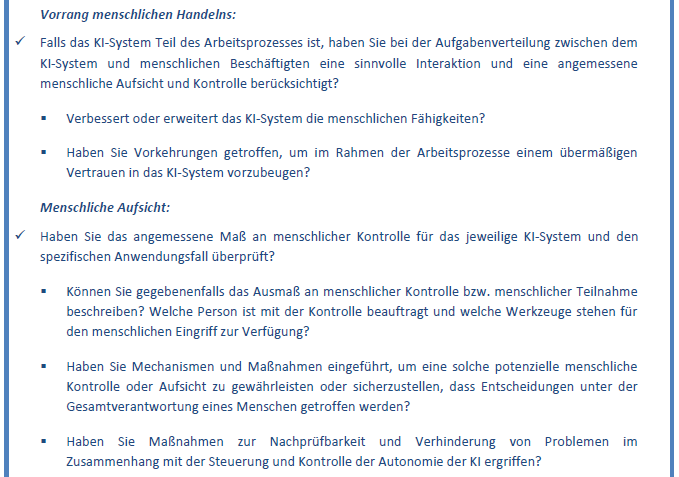 Vorrang menschlichen Handelns:
✓ Falls das KI-System Teil des Arbeitsprozesses ist, haben Sie bei der Aufgabenverteilung zwischen dem
KI-System und menschlichen Beschäftigten eine sinnvolle Interaktion und eine angemessene
menschliche Aufsicht und Kontrolle berücksichtigt?
▪ Verbessert oder erweitert das KI-System die menschlichen Fähigkeiten?
▪ Haben Sie Vorkehrungen getroffen, um im Rahmen der Arbeitsprozesse einem übermäßigen
Vertrauen in das KI-System vorzubeugen?
Menschliche Aufsicht:
✓ Haben Sie das angemessene Maß an menschlicher Kontrolle für das jeweilige KI-System und den
spezifischen Anwendungsfall überprüft?
▪ Können Sie gegebenenfalls das Ausmaß an menschlicher Kontrolle bzw. menschlicher Teilnahme
beschreiben? Welche Person ist mit der Kontrolle beauftragt und welche Werkzeuge stehen für
den menschlichen Eingriff zur Verfügung?
▪ Haben Sie Mechanismen und Maßnahmen eingeführt, um eine solche potenzielle menschliche
Kontrolle oder Aufsicht zu gewährleisten oder sicherzustellen, dass Entscheidungen unter der
Gesamtverantwortung eines Menschen getroffen werden?
▪ Haben Sie Maßnahmen zur Nachprüfbarkeit und Verhinderung von Problemen im
Zusammenhang mit der Steuerung und Kontrolle der Autonomie der KI ergriffen?